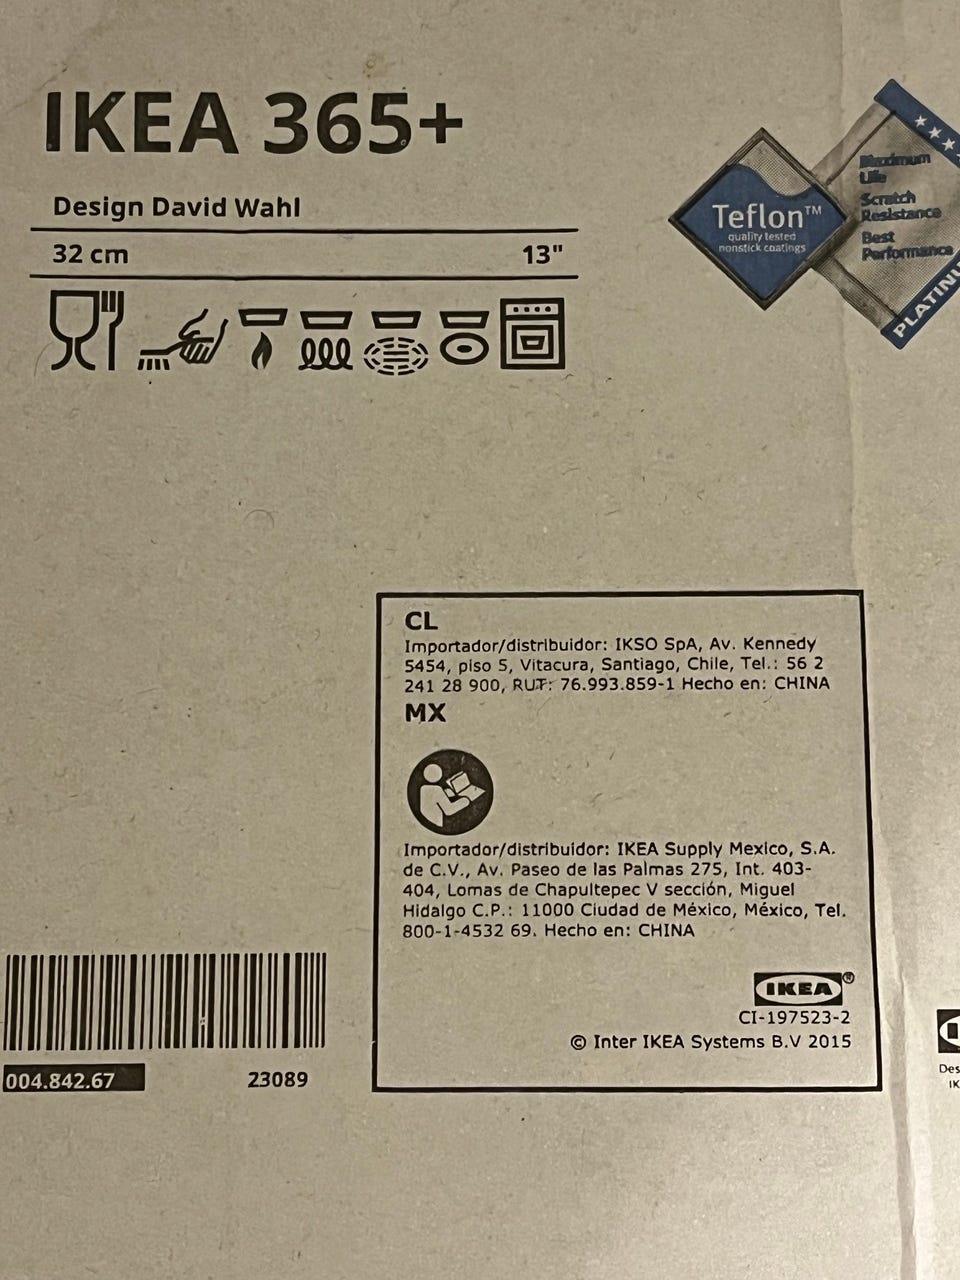 IKEA 365+
Design David Wahl
32 cm 13"
Teflon™
quality tested
nonstick coatings
Maximum
Life
Scratch
Resistance
Best
Performance
CL
Importador/distribuidor: IKSO SpA, Av. Kennedy
5454, piso 5, Vitacura, Santiago, Chile, Tel.: 56 2
241 28 900, RUT: 76.993.859-1 Hecho en: CHINA
MX
Importador/distribuidor: IKEA Supply Mexico, S.A.
de C.V., Av. Paseo de las Palmas 275, Int. 403-
404, Lomas de Chapultepec V sección, Miguel
Hidalgo C.P.: 11000 Ciudad de México, México, Tel.
800-1-4532 69. Hecho en: CHINA
IKEA®
CI-197523-2
© Inter IKEA Systems B.V 2015
004.842.67 23089